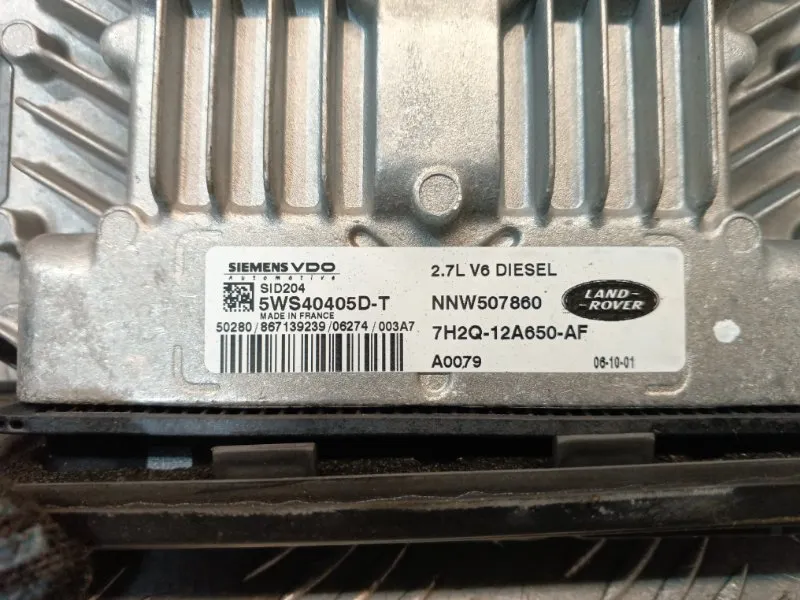 SIEMENS VDO
Automotive
SID204
5WS40405D-T
MADE IN FRANCE
50280/867139239/06274/003A7
2.7L V6 DIESEL
NNW507860
LAND-
-ROVER
7H2Q-12A650-AF
A0079
06-10-01